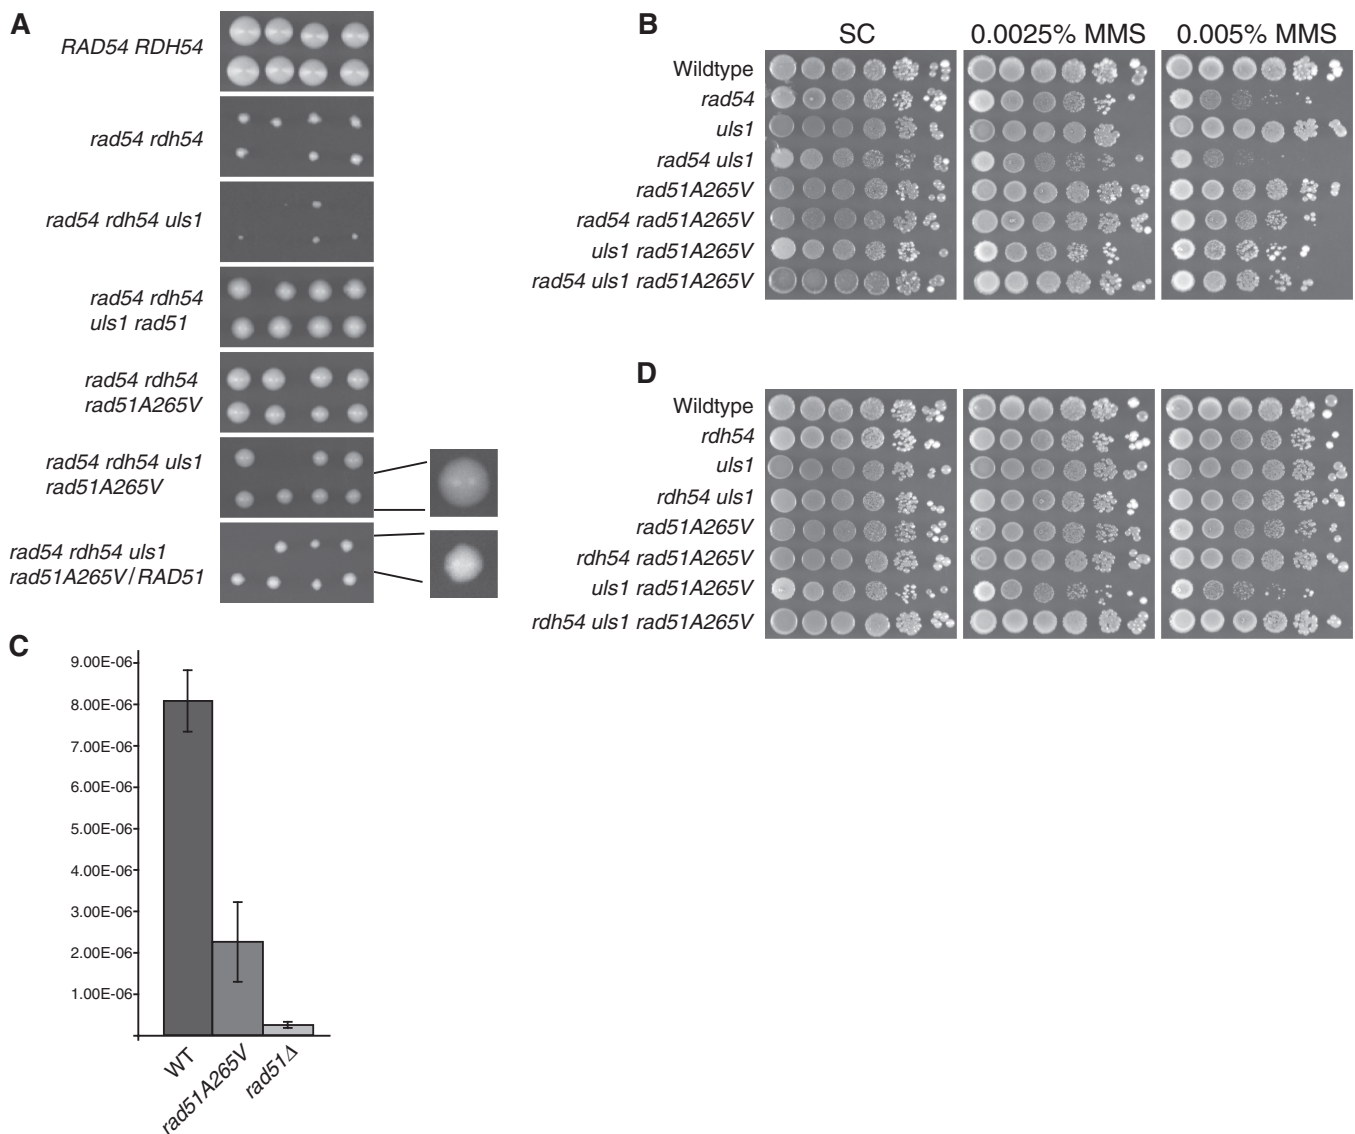 A
RAD54 RDH54
rad54 rdh54
rad54 rdh54 uls1
rad54 rdh54
uls1 rad51
rad54 rdh54
rad51A265V
rad54 rdh54 uls1
rad51A265V
rad54 rdh54 uls1
rad51A265V/RAD51
B
SC
0.0025% MMS
0.005% MMS
Wildtype
rad54
uls1
rad54 uls1
rad51A265V
rad54 rad51A265V
uls1 rad51A265V
rad54 uls1 rad51A265V
D
Wildtype
rdh54
uls1
rdh54 uls1
rad51A265V
rdh54 rad51A265V
uls1 rad51A265V
rdh54 uls1 rad51A265V
C
9.00E-06
8.00E-06
7.00E-06
6.00E-06
5.00E-06
4.00E-06
3.00E-06
2.00E-06
1.00E-06
WT
rad51A265V
rad51Δ